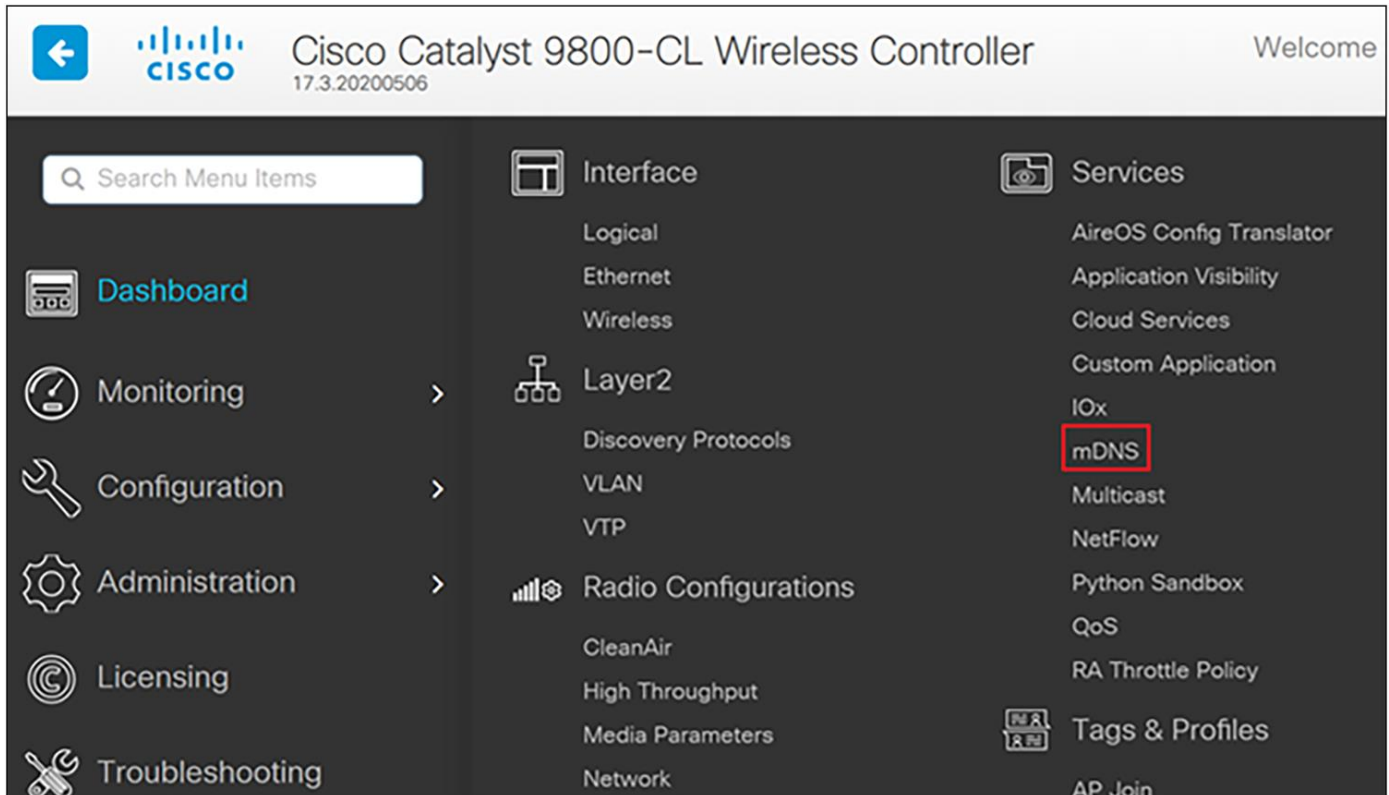 CISCO
Cisco Catalyst 9800-CL Wireless Controller
17.3.20200506
Welcome
Search Menu Items
Dashboard
Monitoring
Configuration
Administration
Licensing
Troubleshooting
Interface
Logical
Ethernet
Wireless
Layer2
Discovery Protocols
VLAN
VTP
Radio Configurations
CleanAir
High Throughput
Media Parameters
Network
Services
AireOS Config Translator
Application Visibility
Cloud Services
Custom Application
IOx
mDNS
Multicast
NetFlow
Python Sandbox
QoS
RA Throttle Policy
Tags & Profiles
AP Join